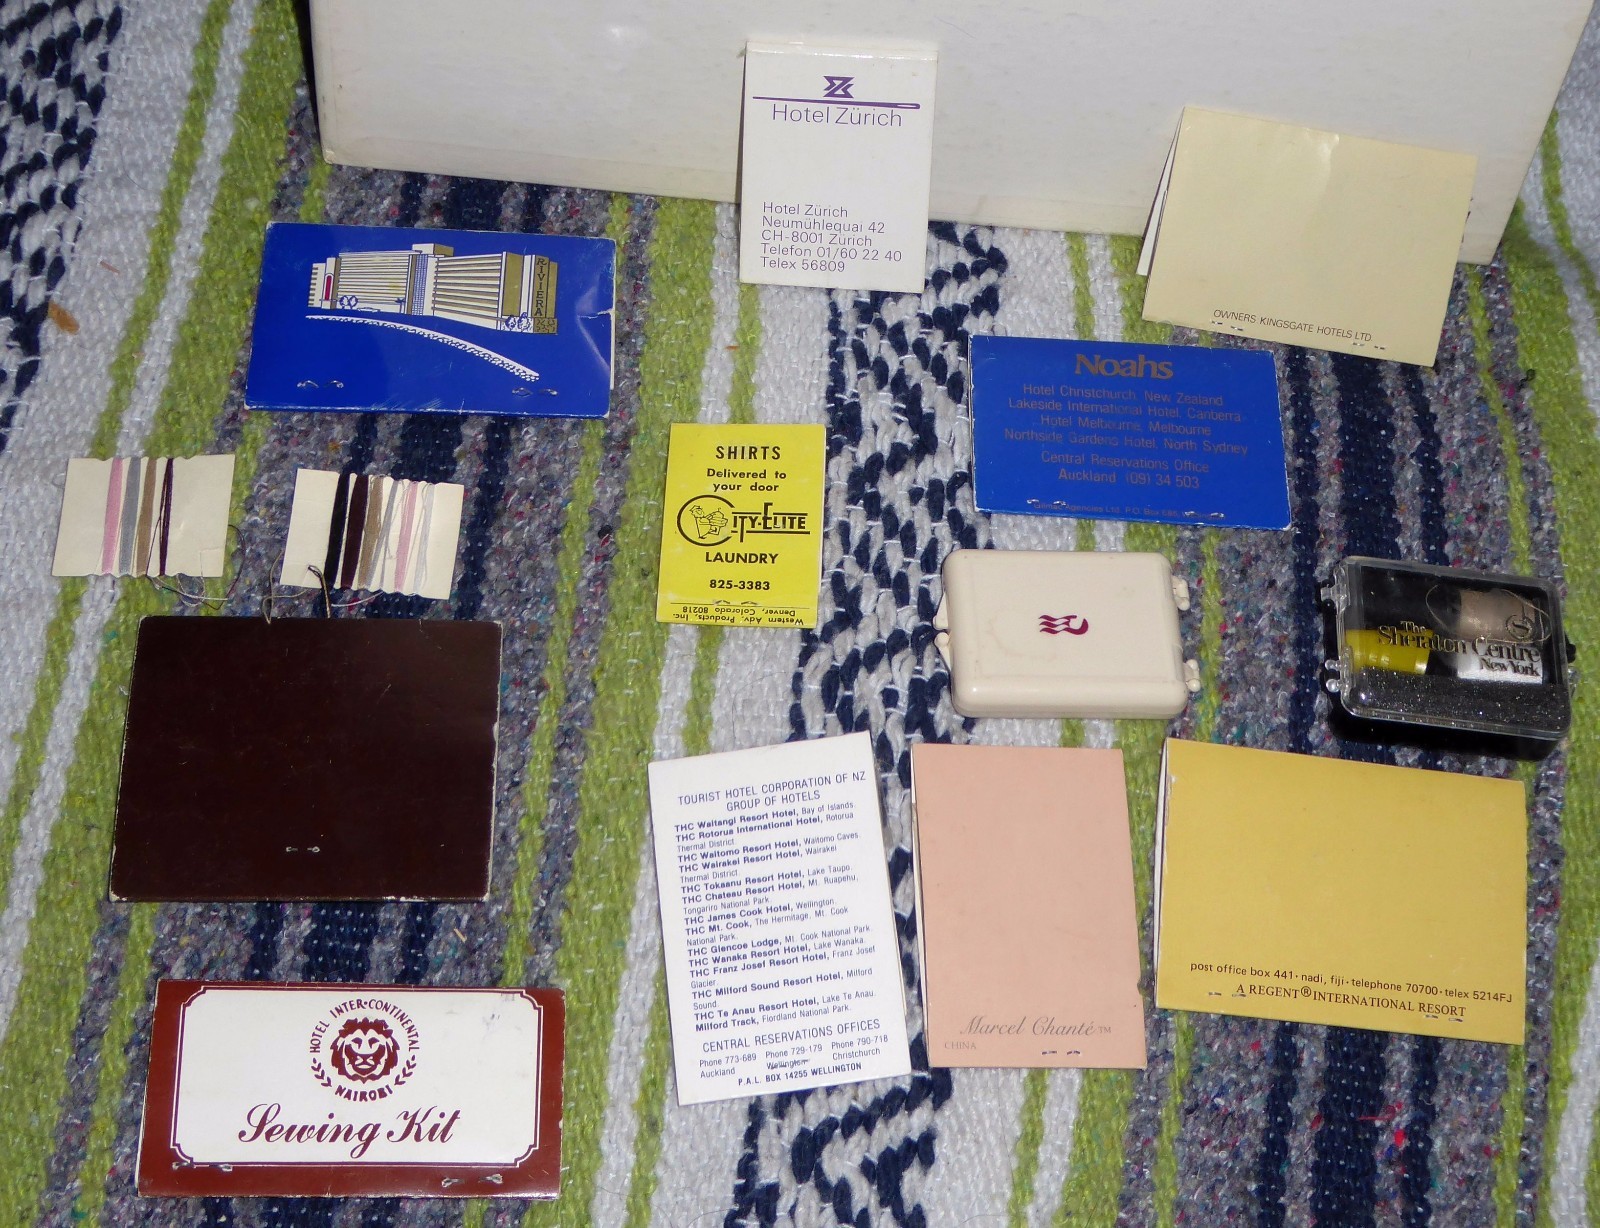 Hotel Zürich
Hotel Zürich
Neumühlequai 42
CH-8001 Zürich
Telefon 01/60 22 40
Telex 56809
OWNERS KINGSGATE HOTELS LTD
RIVIERA
Noahs
Hotel Christchurch, New Zealand
Lakeside International Hotel, Canberra
Hotel Melbourne, Melbourne
Northside Gardens Hotel, North Sydney
Central Reservations Office
Auckland (09) 34 503
Agencies Ltd. P.O. Box
SHIRTS
Delivered to
your door
CITY-ELITE
LAUNDRY
825-3383
Western Adv. Products, Inc.
Denver, Colorado 80218
The
Sheraton Centre
New York
TOURIST HOTEL CORPORATION OF NZ
GROUP OF HOTELS
THC Waitangi Resort Hotel, Bay of Islands.
THC Rotorua International Hotel, Rotorua
Thermal District.
THC Waitomo Resort Hotel, Waitomo Caves.
THC Wairakei Resort Hotel, Wairakei
Thermal District.
THC Tokaanu Resort Hotel, Lake Taupo.
THC Chateau Resort Hotel, Mt. Ruapehu,
Tongariro National Park.
THC James Cook Hotel, Wellington.
THC Mt. Cook, The Hermitage, Mt. Cook
National Park.
THC Glencoe Lodge, Mt. Cook National Park.
THC Wanaka Resort Hotel, Lake Wanaka.
THC Franz Josef Resort Hotel, Franz Josef
Glacier.
THC Milford Sound Resort Hotel, Milford
Sound.
THC Te Anau Resort Hotel, Lake Te Anau.
Milford Track, Fiordland National Park.
CENTRAL RESERVATIONS OFFICES
Phone 773-689 Phone 729-179 Phone 790-718
Auckland Wellington Christchurch
P.A.L. BOX 14255 WELLINGTON
Marcel Chanté™
CHINA
post office box 441 · nadi, fiji · telephone 70700 · telex 5214FJ
A REGENT® INTERNATIONAL RESORT
HOTEL INTER·CONTINENTAL
NAIROBI
Sewing Kit